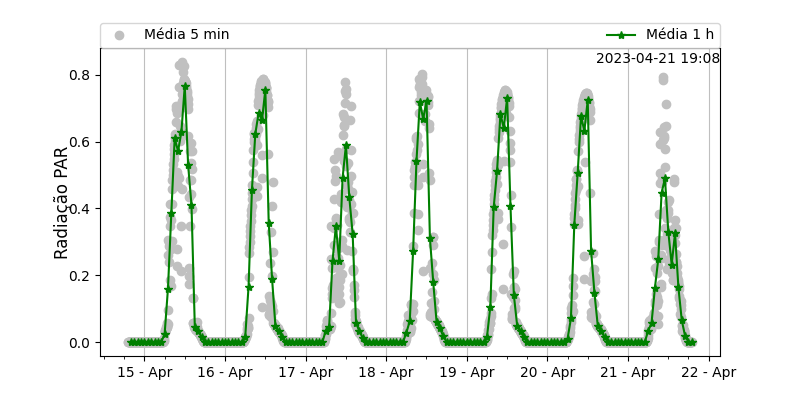 Média 5 min
Média 1 h
2023-04-21 19:08
Radiação PAR
0.8
0.6
0.4
0.2
0.0
15 - Apr
16 - Apr
17 - Apr
18 - Apr
19 - Apr
20 - Apr
21 - Apr
22 - Apr